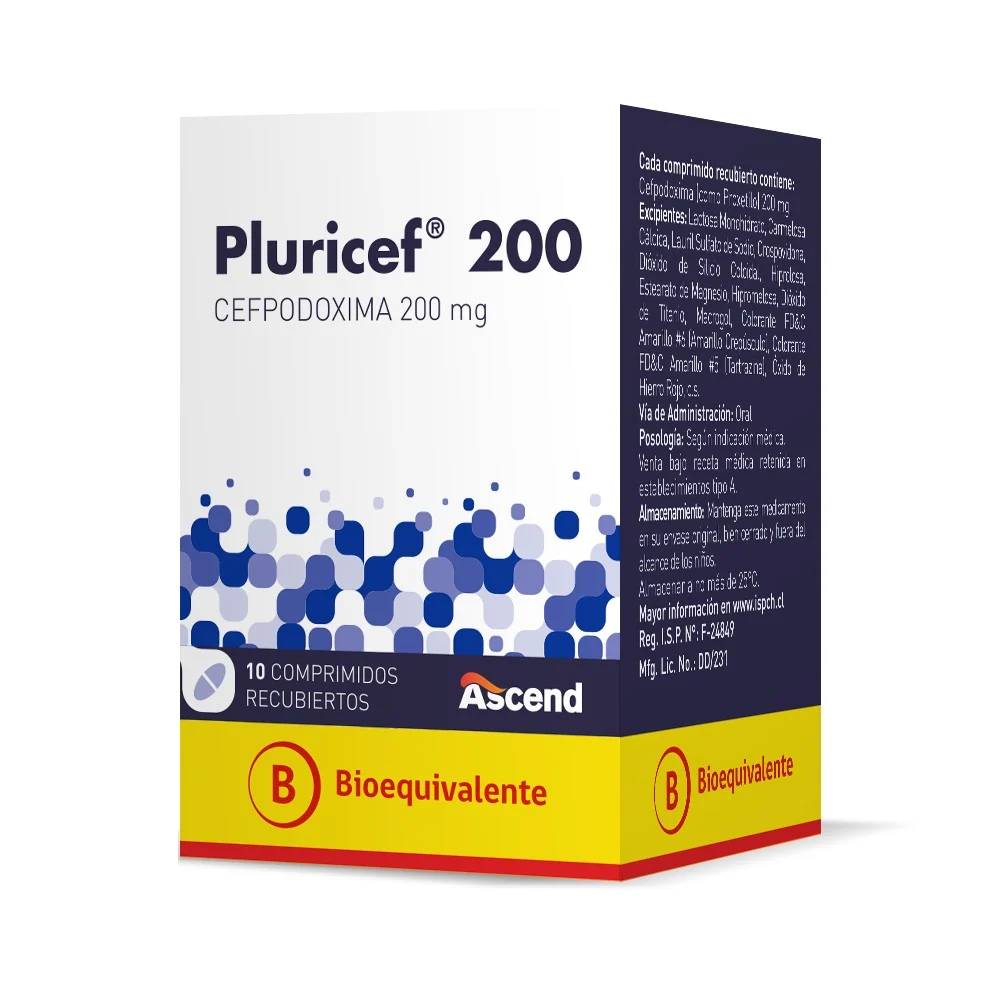 Pluricef® 200
CEFPODOXIMA 200 mg
10 COMPRIMIDOS
RECUBIERTOS
Ascend
B Bioequivalente
Cada comprimido recubierto contiene:
Cefpodoxima (como Proxetilo) 200 mg
Excipientes: Lactosa Monohidrato, Carmelosa
Cálcica, Lauril Sulfato de Sodio, Crospovidona,
Dióxido de Silicio Coloidal, Hiprolosa,
Estearato de Magnesio, Hipromelosa, Dióxido
de Titanio, Macrogol, Colorante FD&C
Amarillo #6 (Amarillo Crepúsculo), Colorante
FD&C Amarillo #5 (Tartrazina), Óxido de
Hierro Rojo, c.s.
Vía de Administración: Oral
Posología: Según indicación médica.
Venta bajo receta médica retenida en
establecimientos tipo A.
Almacenamiento: Mantenga este medicamento
en su envase original, bien cerrado y fuera del
alcance de los niños.
Almacenar a no más de 25°C.
Mayor información en www.ispch.cl
Reg. I.S.P. N°: F-24849
Mfg. Lic. No.: DD/231
B Bioequivalente